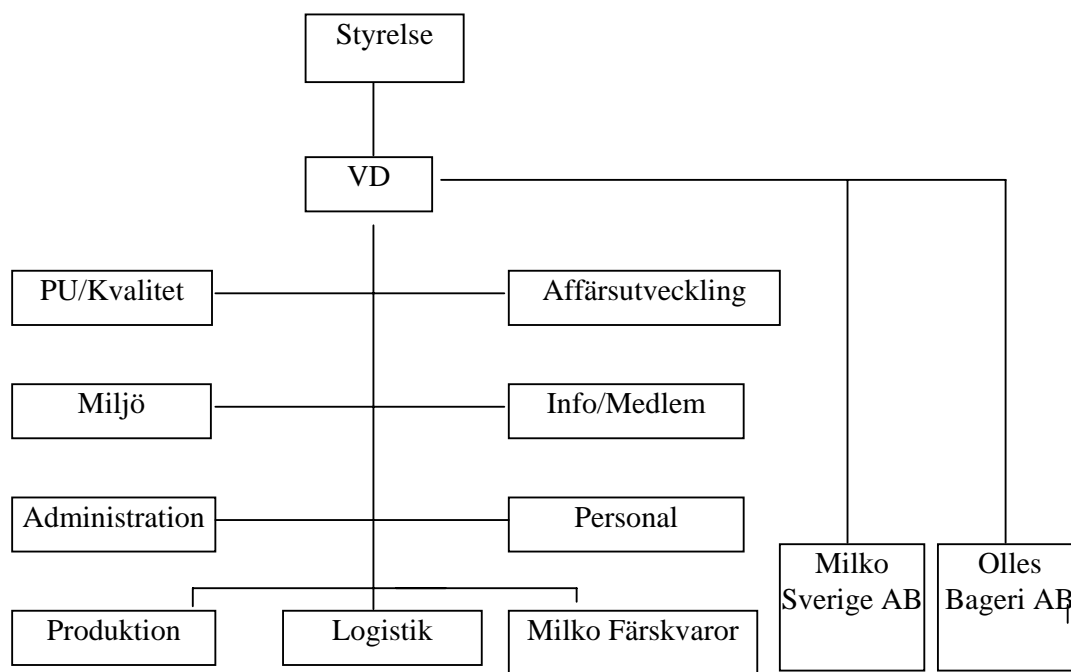 Styrelse
VD
PU/Kvalitet
Affärsutveckling
Miljö
Info/Medlem
Administration
Personal
Milko
Sverige AB
Olles
Bageri AB
Produktion
Logistik
Milko Färskvaror